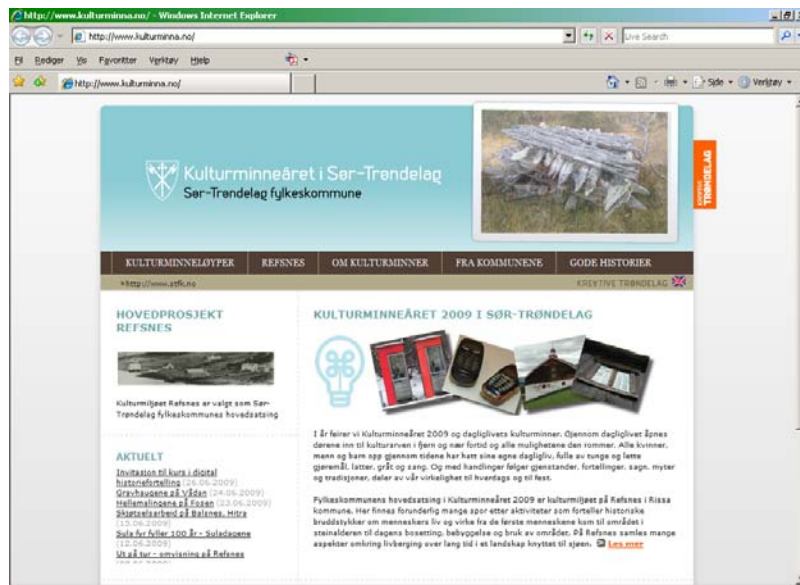 http://www.kulturminna.no/ - Windows Internet Explorer
http://www.kulturminna.no/
Live Search
Fil Rediger Vis Favoritter Verktøy Hjelp
http://www.kulturminna.no/
Side Verktøy
Kulturminneåret i Sør-Trøndelag
Sør-Trøndelag fylkeskommune
TRØNDELAG
KULTURMINNELØYPER REFSNES OM KULTURMINNER FRA KOMMUNENE GODE HISTORIER
»http://www.stfk.no
KREATIVE TRØNDELAG
HOVEDPROSJEKT
REFSNES
Kulturmiljøet Refsnes er valgt som Sør-
Trøndelag fylkeskommunes hovedsatsing
AKTUELT
Invitasjon til kurs i digital
historiefortelling (26.06.2009)
Gravhaugene på Vådan (24.06.2009)
Hellemalingene på Fosen (23.06.2009)
Skjøtselsarbeid på Balsnes, Hitra
(15.06.2009)
Sula fyr fyller 100 år - Suladagene
(12.06.2009)
Ut på tur - omvisning på Refsnes
KULTURMINNEÅRET 2009 I SØR-TRØNDELAG
I år feirer vi Kulturminneåret 2009 og dagliglivets kulturminner. Gjennom dagliglivet åpnes
dørene inn til kulturarven i fjern og nær fortid og alle mulighetene den rommer. Alle kvinner,
menn og barn opp gjennom tidene har hatt sine egne dagligliv, fulle av tunge og lette
gjøremål, latter, gråt og sang. Og med handlinger følger gjenstander, fortellinger, sagn, myter
og tradisjoner, deler av vår virkelighet til hverdags og til fest.
Fylkeskommunens hovedsatsing i Kulturminneåret 2009 er kulturmiljøet på Refsnes i Rissa
kommune. Her finnes forunderlig mange spor etter aktiviteter som forteller historiske
bruddstykker om menneskers liv og virke fra de første menneskene kom til området i
steinalderen til dagens bosetting, bebyggelse og bruk av området. På Refsnes samles mange
aspekter omkring livberging over lang tid i et landskap knyttet til sjøen. Les mer